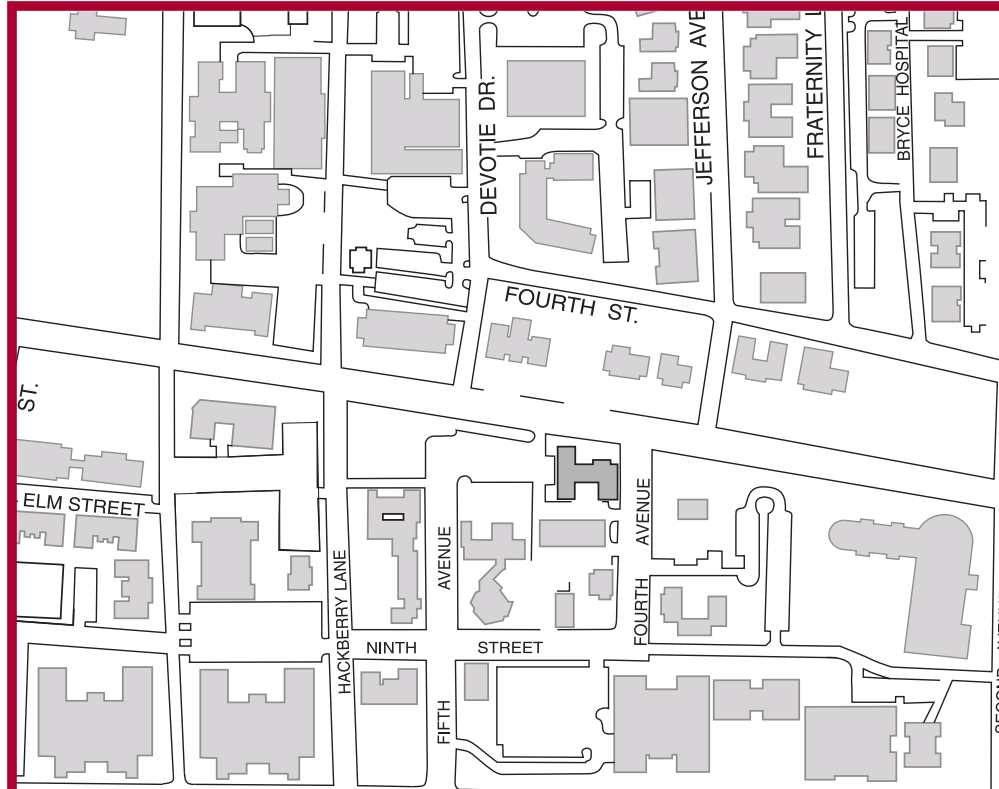 DEVOTIE DR.
JEFFERSON AVE
FRATERNITY
BRYCE HOSPITAL
FOURTH ST.
ST.
ELM STREET
HACKBERRY LANE
AVENUE
FIFTH
AVENUE
FOURTH
NINTH
STREET
SECOND